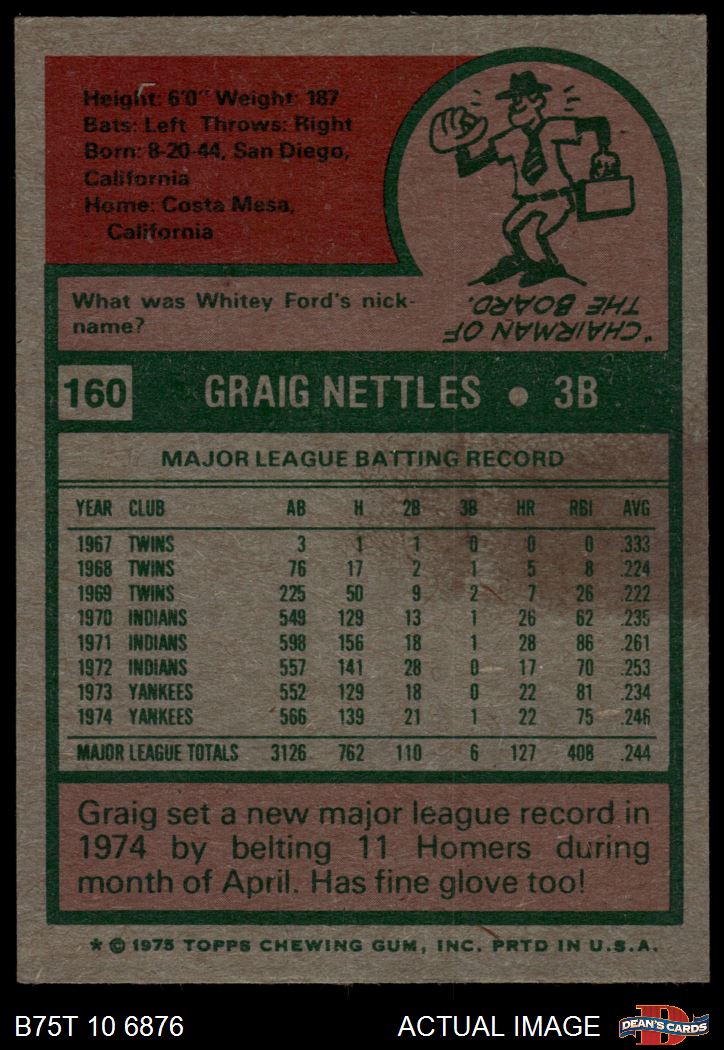 Height: 6'0" Weight: 187
Bats: Left Throws: Right
Born: 8-20-44, San Diego,
California
Home: Costa Mesa,
California
What was Whitey Ford's nick-
name?
"CHAIRMAN OF
THE BOARD.
160 GRAIG NETTLES • 3B
MAJOR LEAGUE BATTING RECORD
YEAR CLUB AB H 2B 3B HR RBI AVG
1967 TWINS 3 1 1 0 0 0 .333
1968 TWINS 76 17 2 1 5 8 .224
1969 TWINS 225 50 9 2 7 26 .222
1970 INDIANS 549 129 13 1 26 62 .235
1971 INDIANS 598 156 18 1 28 86 .261
1972 INDIANS 557 141 28 0 17 70 .253
1973 YANKEES 552 129 18 0 22 81 .234
1974 YANKEES 566 139 21 1 22 75 .246
MAJOR LEAGUE TOTALS 3126 762 110 6 127 408 .244
Graig set a new major league record in
1974 by belting 11 Homers during
month of April. Has fine glove too!
* © 1975 TOPPS CHEWING GUM, INC. PRTD IN U.S.A.
B75T 10 6876 ACTUAL IMAGE DEAN'S CARDS